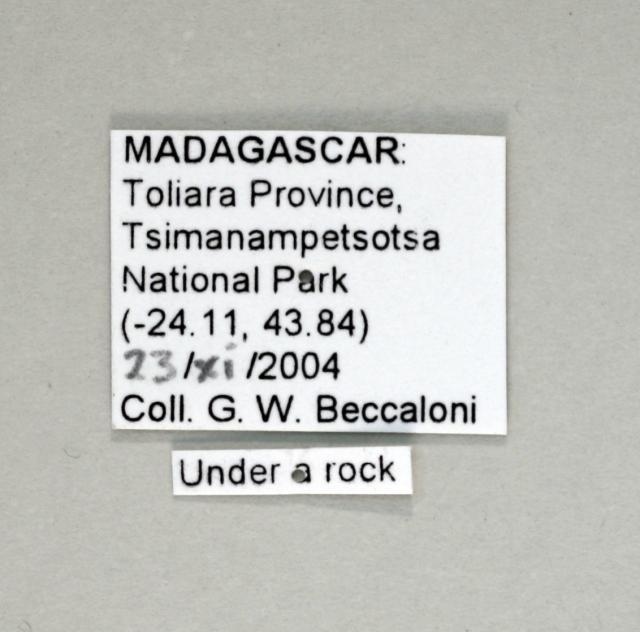 MADAGASCAR:
Toliara Province,
Tsimanampetsotsa
National Park
(-24.11, 43.84)
23/xi/2004
Coll. G. W. Beccaloni
Under a rock